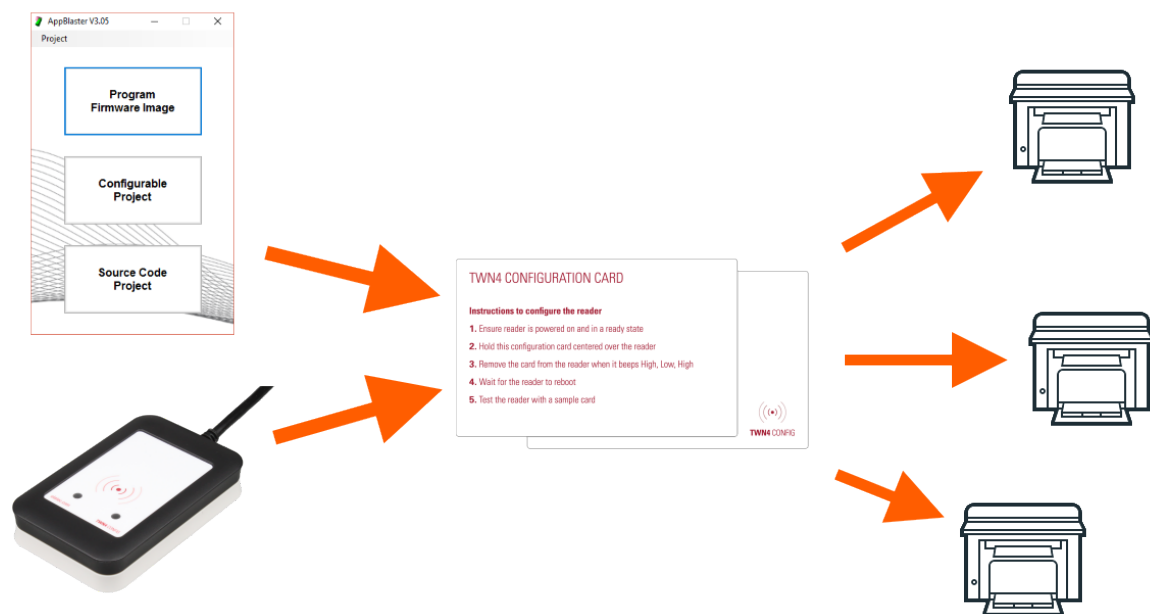 AppBlaster V3.05
Project
Program
Firmware Image
Configurable
Project
Source Code
Project
TWN4 CONFIGURATION CARD
Instructions to configure the reader
1. Ensure reader is powered on and in a ready state
2. Hold this configuration card centered over the reader
3. Remove the card from the reader when it beeps High, Low, High
4. Wait for the reader to reboot
5. Test the reader with a sample card
TWN4 CONFIG